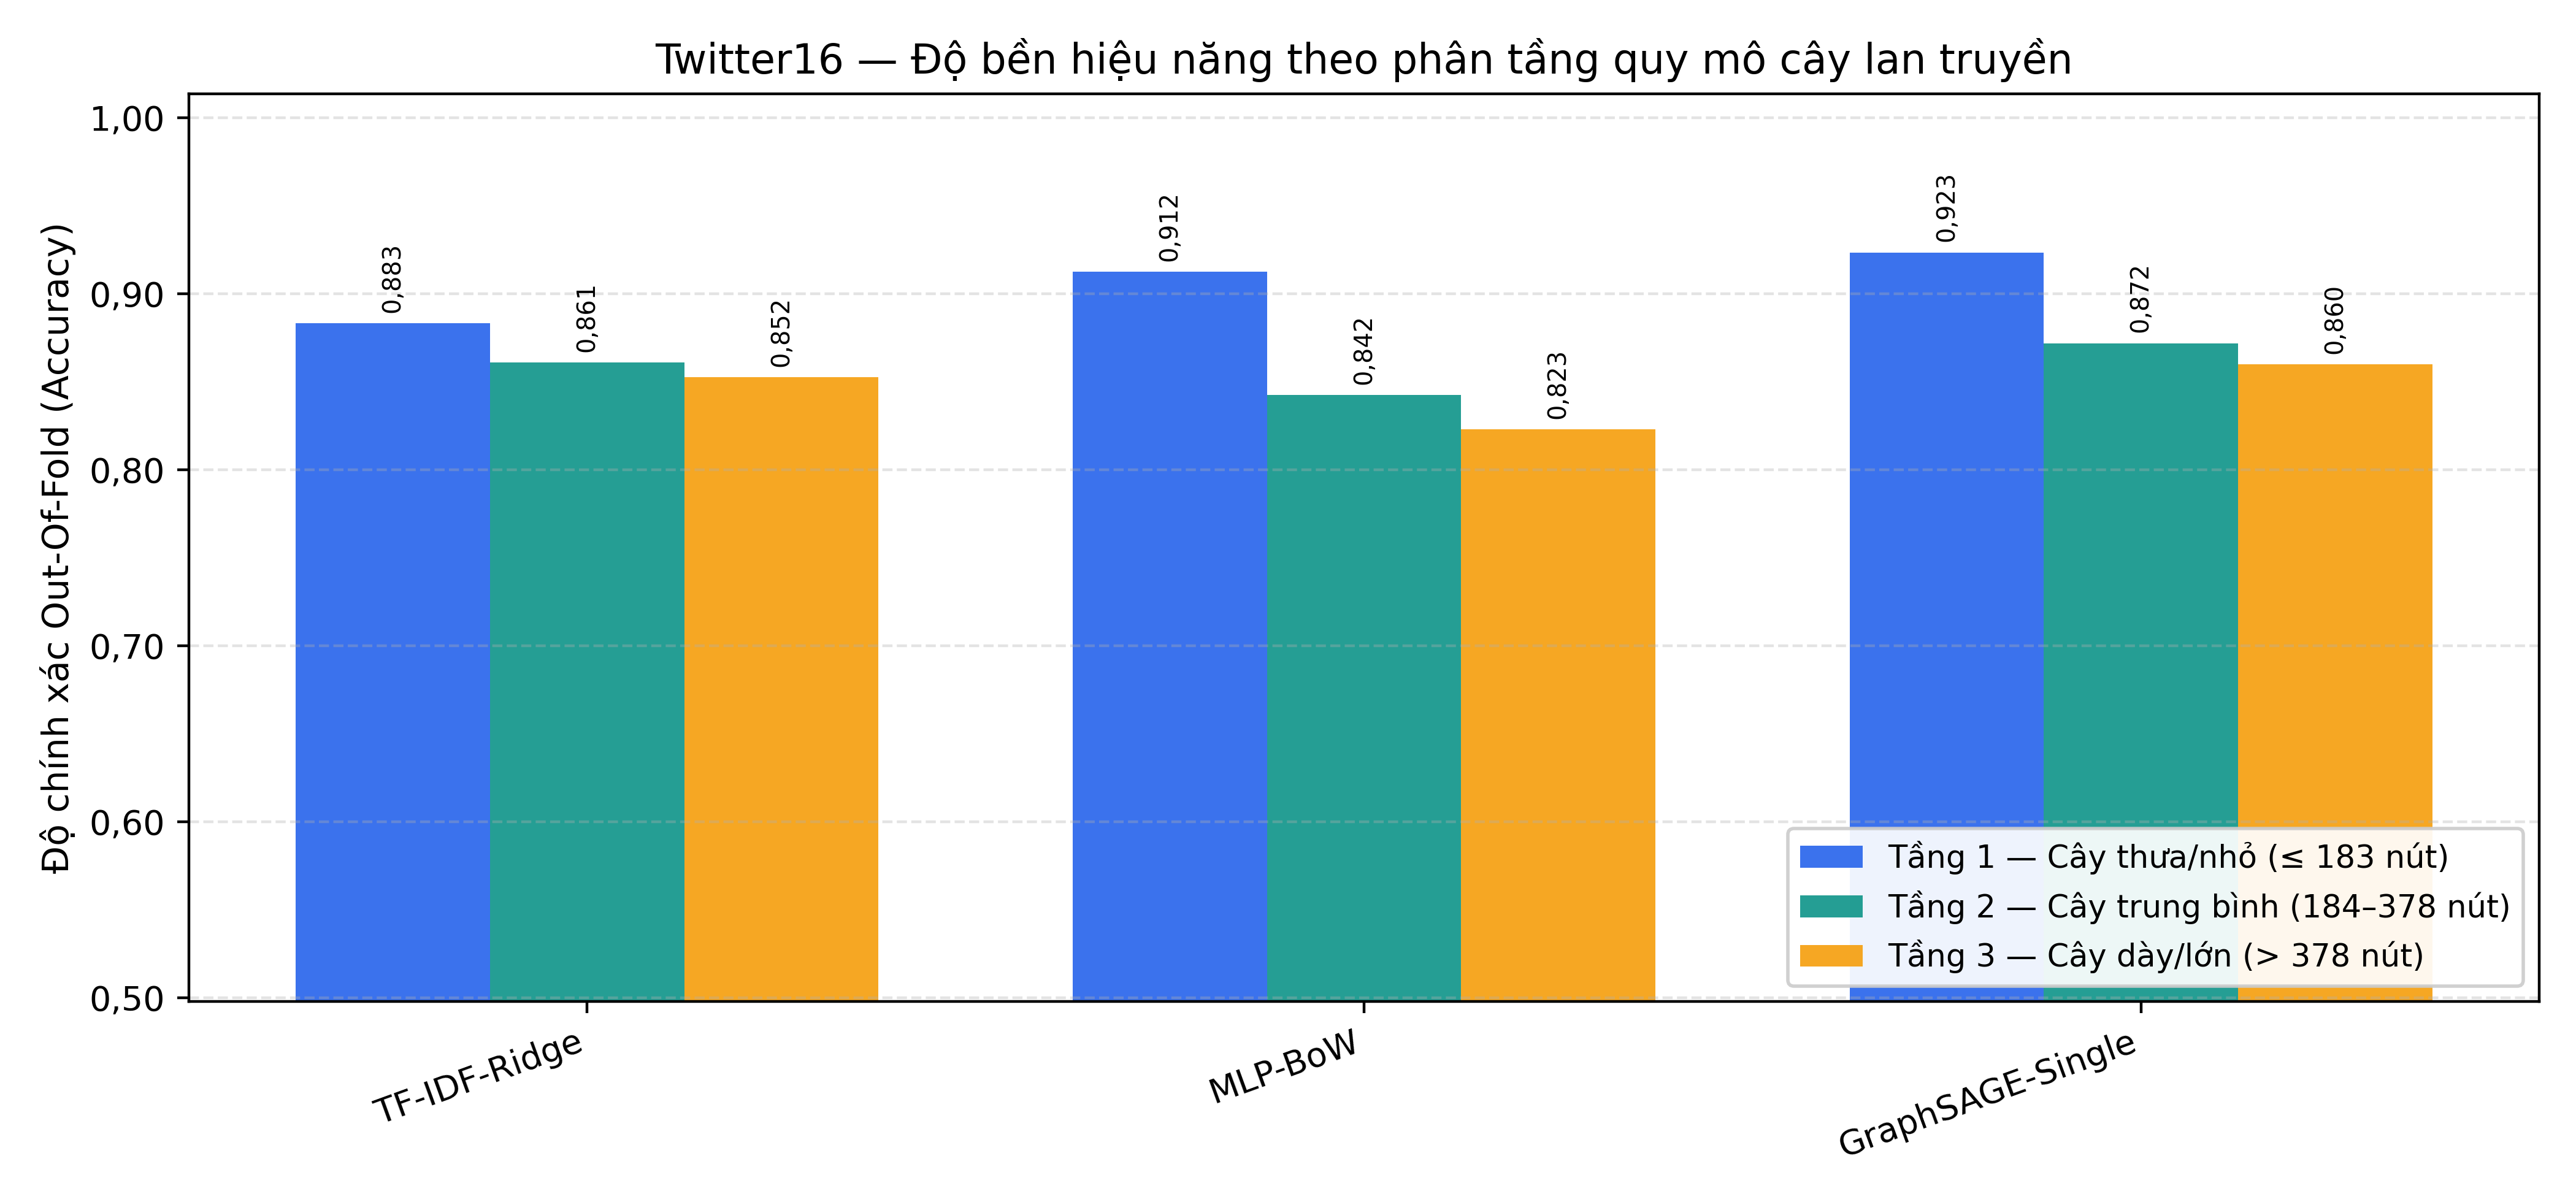 Twitter16 — Độ bền hiệu năng theo phân tầng quy mô cây lan truyền
Độ chính xác Out-Of-Fold (Accuracy)
1,00
0,90
0,80
0,70
0,60
0,50
0,883
0,861
0,852
0,912
0,842
0,823
0,923
0,872
0,860
Tầng 1 — Cây thưa/nhỏ (≤ 183 nút)
Tầng 2 — Cây trung bình (184–378 nút)
Tầng 3 — Cây dày/lớn (> 378 nút)
TF-IDF-Ridge
MLP-BoW
GraphSAGE-Single